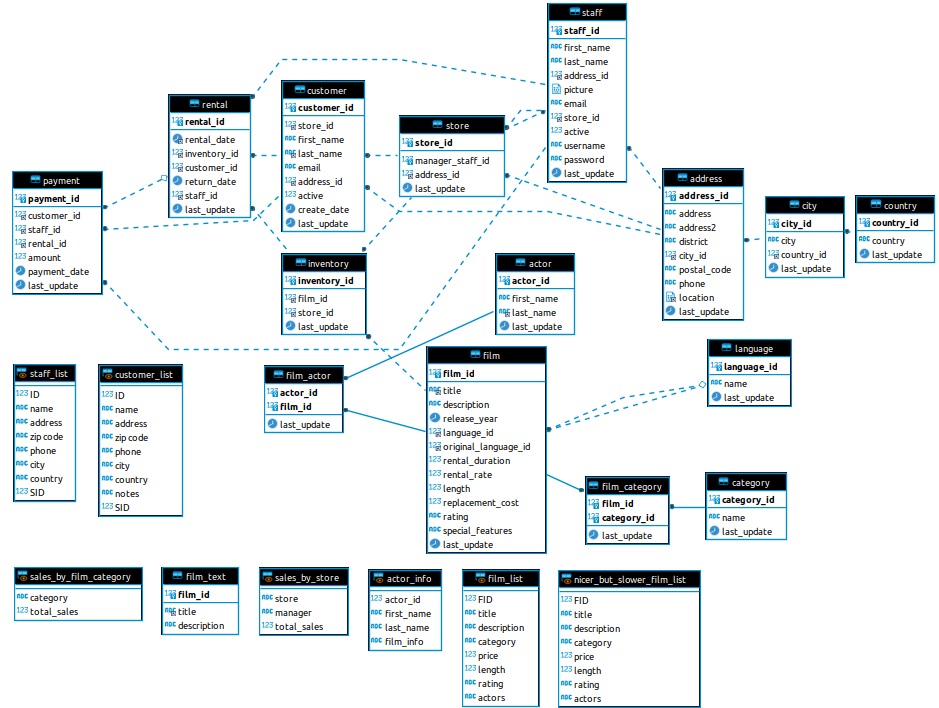 staff
staff_id
first_name
last_name
address_id
picture
email
store_id
active
username
password
last_update
customer
customer_id
store_id
first_name
last_name
email
address_id
active
create_date
last_update
rental
rental_id
rental_date
inventory_id
customer_id
return_date
staff_id
last_update
store
store_id
manager_staff_id
address_id
last_update
payment
payment_id
customer_id
staff_id
rental_id
amount
payment_date
last_update
address
address_id
address
address2
district
city_id
postal_code
phone
location
last_update
city
city_id
city
country_id
last_update
country
country_id
country
last_update
inventory
inventory_id
film_id
store_id
last_update
actor
actor_id
first_name
last_name
last_update
language
language_id
name
last_update
film
film_id
title
description
release_year
language_id
original_language_id
rental_duration
rental_rate
length
replacement_cost
rating
special_features
last_update
film_actor
actor_id
film_id
last_update
staff_list
ID
name
address
zip code
phone
city
country
SID
customer_list
ID
name
address
zip code
phone
city
country
notes
SID
film_category
film_id
category_id
last_update
category
category_id
name
last_update
sales_by_film_category
category
total_sales
film_text
film_id
title
description
sales_by_store
store
manager
total_sales
actor_info
actor_id
first_name
last_name
film_info
film_list
FID
title
description
category
price
length
rating
actors
nicer_but_slower_film_list
FID
title
description
category
price
length
rating
actors